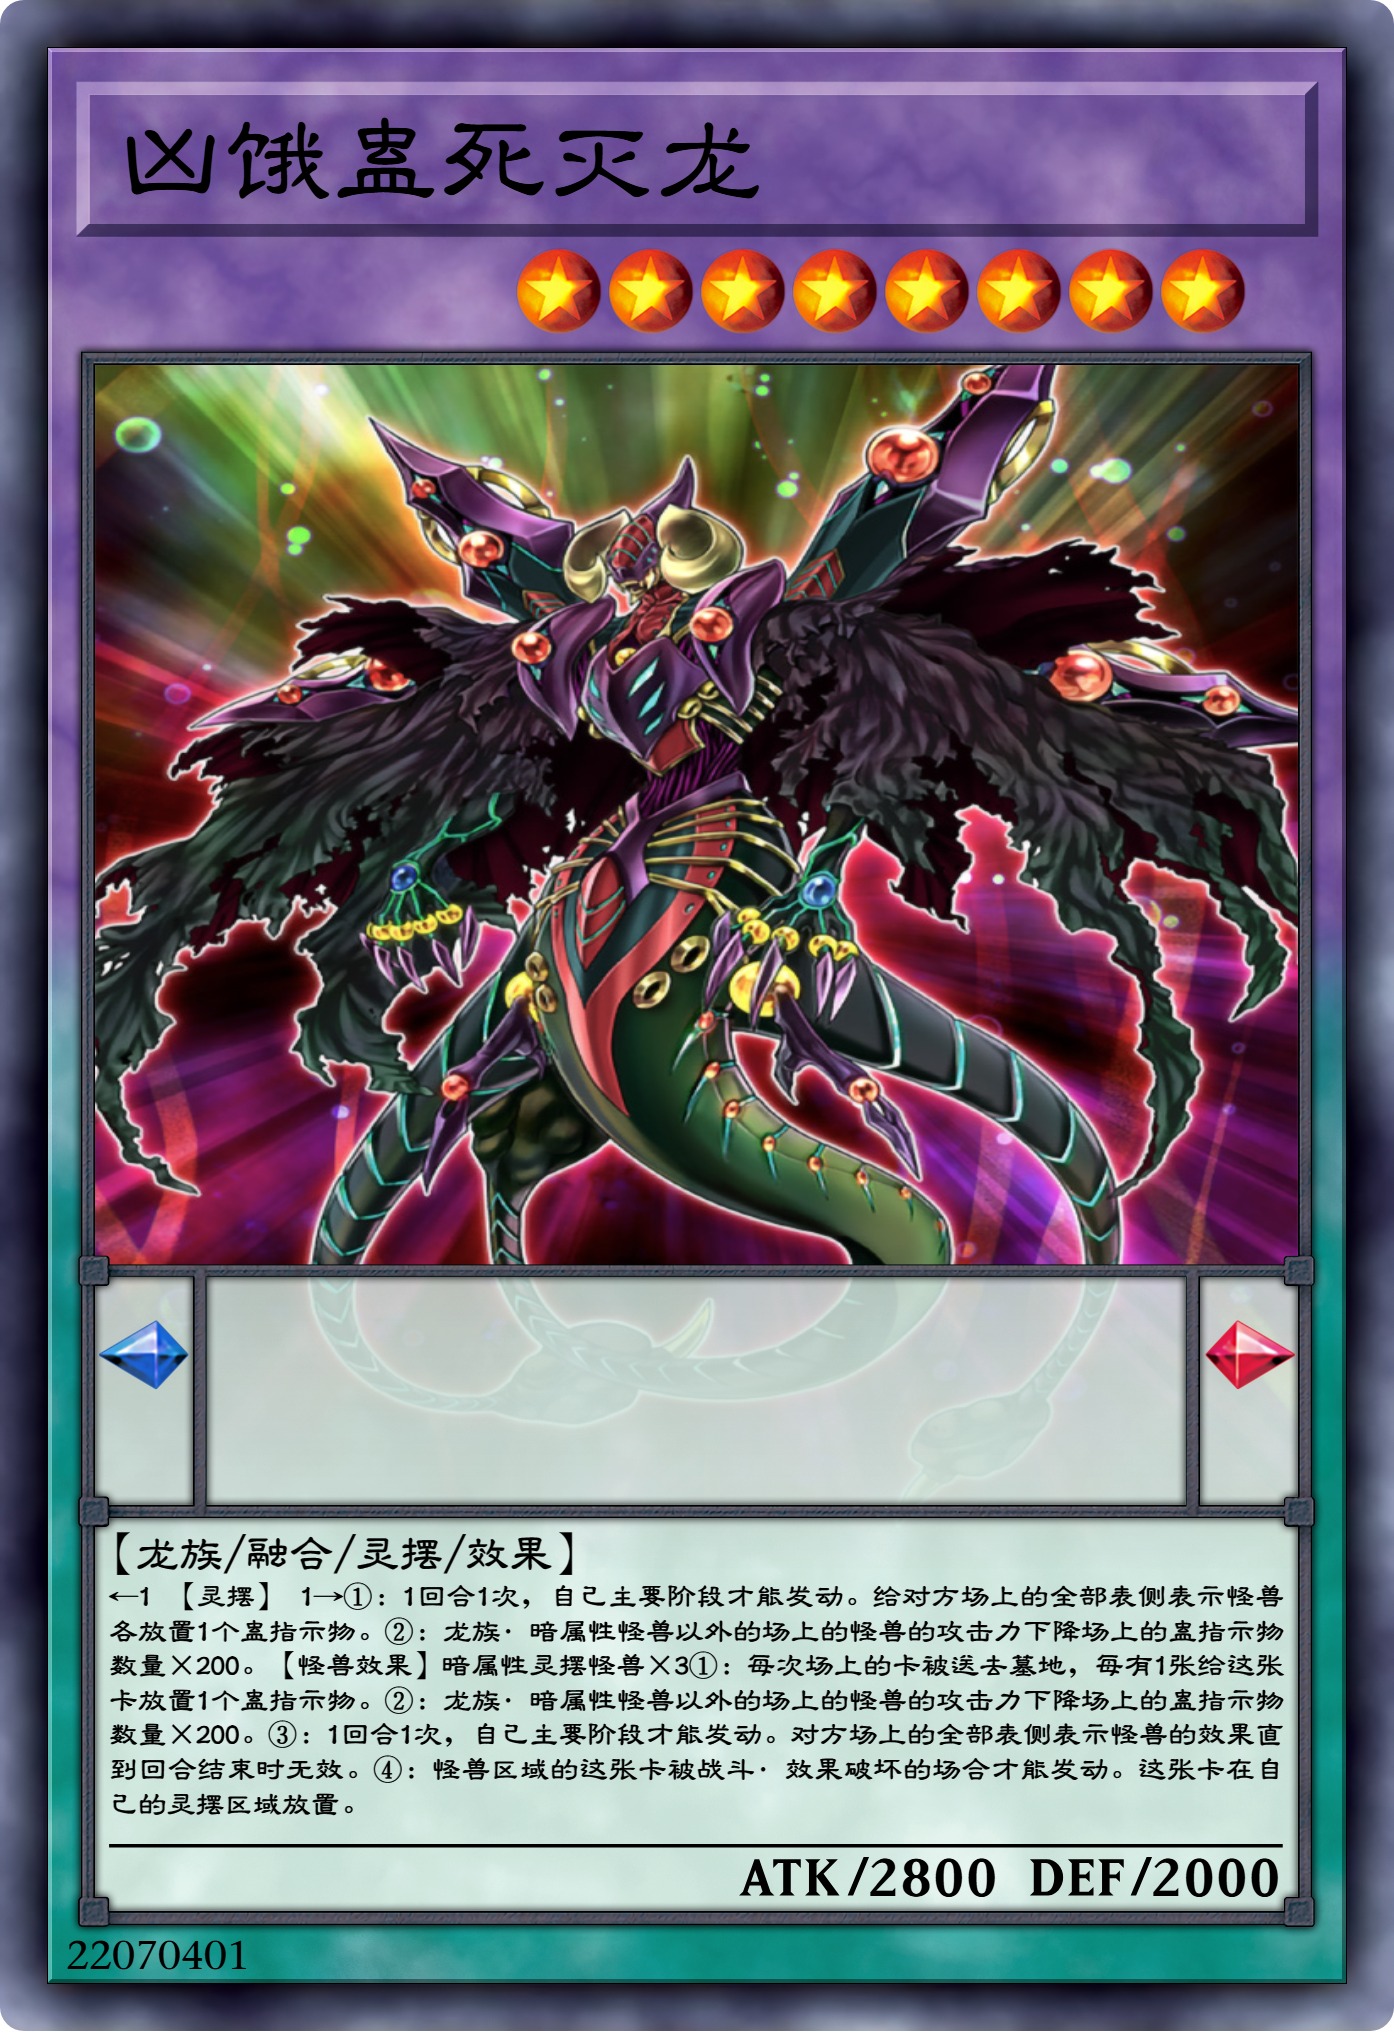 凶饿蛊死灭龙
【龙族/融合/灵摆/效果】
←1 【灵摆】 1→①：1回合1次，自己主要阶段才能发动。给对方场上的全部表侧表示怪兽
各放置1个蛊指示物。②：龙族·暗属性怪兽以外的场上的怪兽的攻击力下降场上的蛊指示物
数量×200。【怪兽效果】暗属性灵摆怪兽×3①：每次场上的卡被送去墓地，每有1张给这张
卡放置1个蛊指示物。②：龙族·暗属性怪兽以外的场上的怪兽的攻击力下降场上的蛊指示物
数量×200。③：1回合1次，自己主要阶段才能发动。对方场上的全部表侧表示怪兽的效果直
到回合结束时无效。④：怪兽区域的这张卡被战斗·效果破坏的场合才能发动。这张卡在自
己的灵摆区域放置。
ATK/2800 DEF/2000
22070401